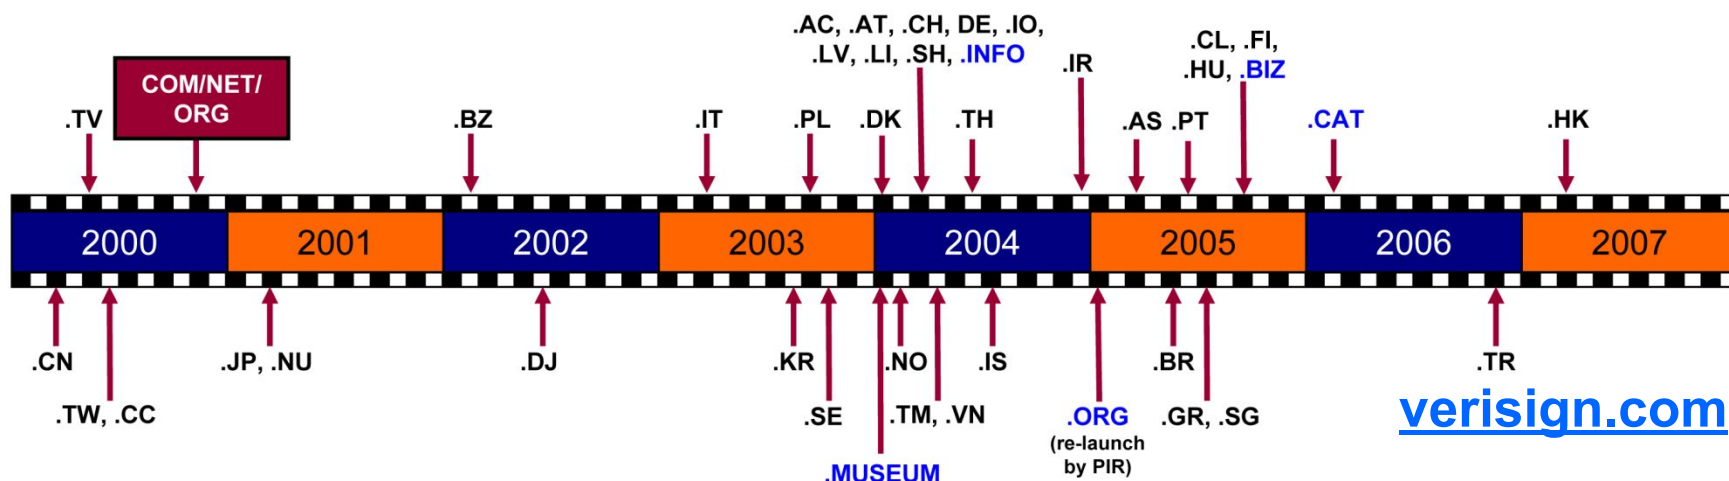 .AC, .AT, .CH, DE, .IO,
.LV, .LI, .SH, .INFO
.CL, .FI,
.HU, .BIZ
.IR
COM/NET/
ORG
.TV
.BZ
.IT
.PL
.DK
.TH
.AS
.PT
.CAT
.HK
2000
2001
2002
2003
2004
2005
2006
2007
.CN
.JP, .NU
.DJ
.KR
.NO
.IS
.BR
.TR
.TW, .CC
.SE
.TM, .VN
.ORG
(re-launch
by PIR)
.GR, .SG
verisign.com
.MUSEUM